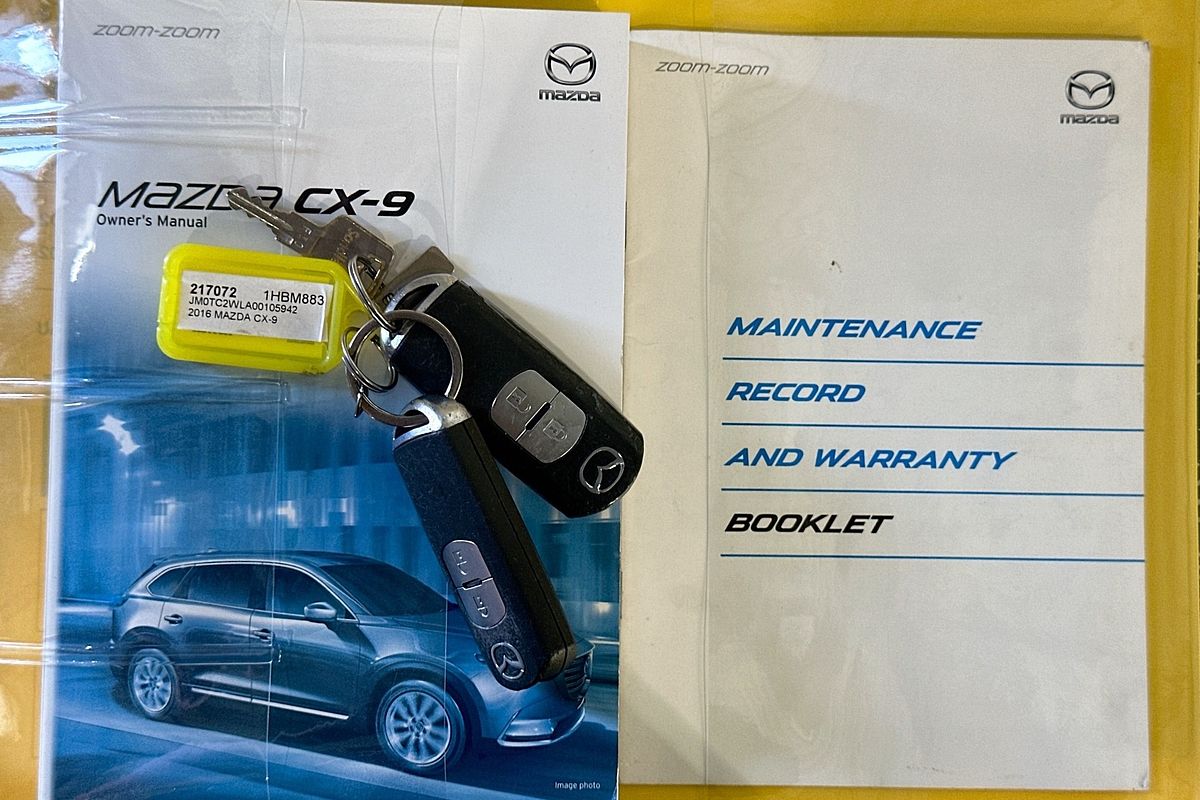 zoom-zoom
mazda
mazda CX-9
Owner's Manual
217072 1HBM883
JM0TC2WLA00105942
2016 MAZDA CX-9
Image photo
zoom-zoom
mazda
MAINTENANCE
RECORD
AND WARRANTY
BOOKLET